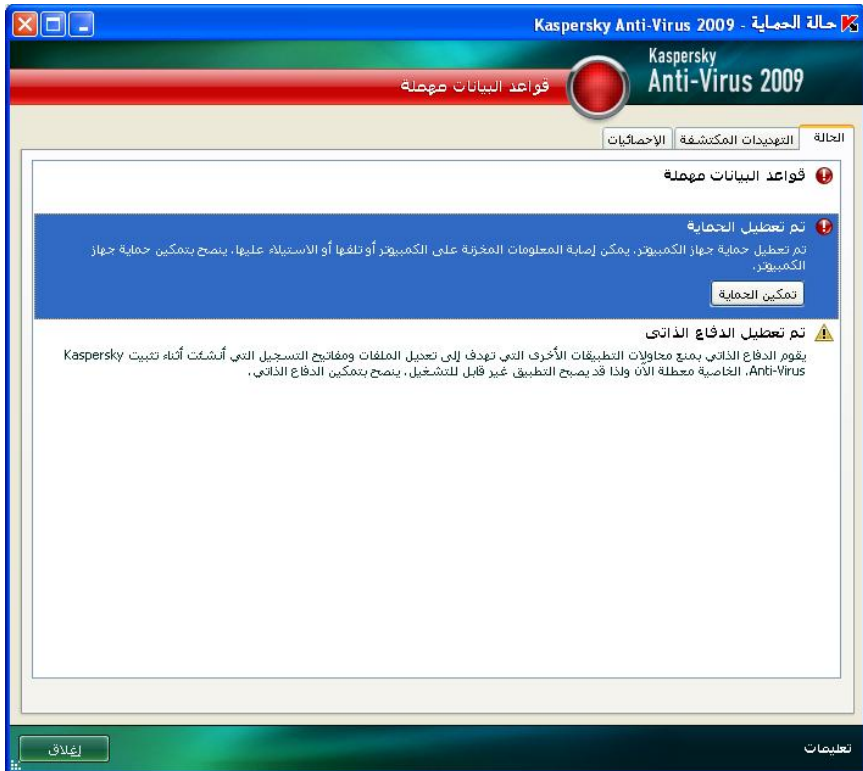 حالة الحماية - Kaspersky Anti-Virus 2009
Kaspersky
Anti-Virus 2009
قواعد البيانات مهملة
الحالة
التهديدات المكتشفة
الإحصائيات
قواعد البيانات مهملة
تم تعطيل الحماية
تم تعطيل حماية جهاز الكمبيوتر. يمكن إصابة المعلومات المخزنة على الكمبيوتر أو تلفها أو الاستيلاء عليها. ينصح بتمكين حماية جهاز
الكمبيوتر.
تمكين الحماية
تم تعطيل الدفاع الذاتي
يقوم الدفاع الذاتي بمنع محاولات التطبيقات الأخرى التي تهدف إلى تعديل الملفات ومفاتيح التسجيل التي أنشئت أثناء تثبيت Kaspersky
Anti-Virus. الخاصية معطلة الآن ولذا قد يصبح التطبيق غير قابل للتشغيل. ينصح بتمكين الدفاع الذاتي.
تعليمات
إغلاق